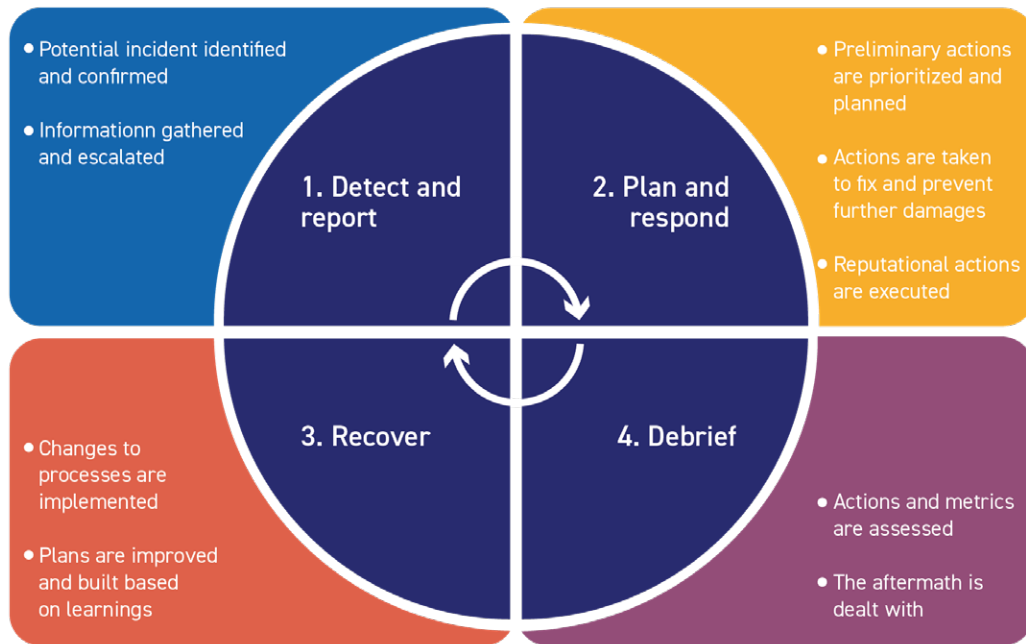 • Potential incident identified
and confirmed
• Informationn gathered
and escalated
1. Detect and
report
2. Plan and
respond
• Preliminary actions
are prioritized and
planned
• Actions are taken
to fix and prevent
further damages
• Reputational actions
are executed
• Changes to
processes are
implemented
• Plans are improved
and built based
on learnings
3. Recover
4. Debrief
• Actions and metrics
are assessed
• The aftermath is
dealt with